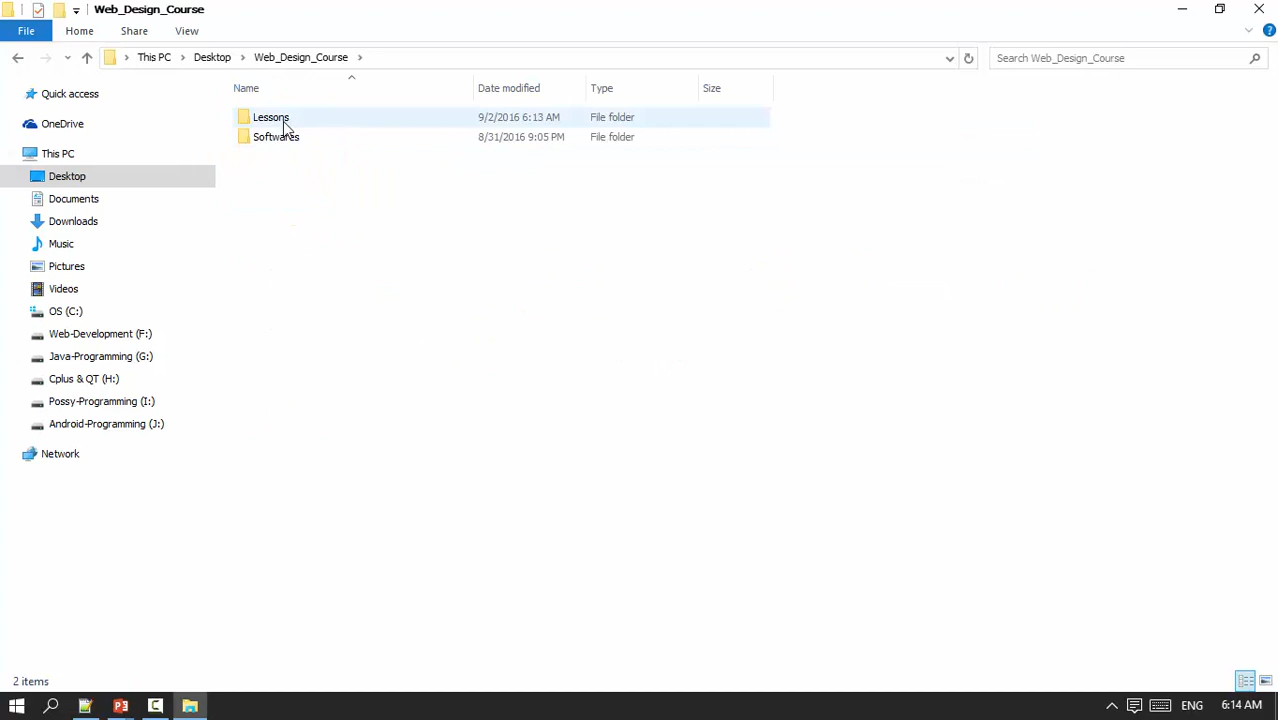 Web_Design_Course
File Home Share View
This PC Desktop Web_Design_Course Search Web_Design_Course
Name Date modified Type Size
Quick access
Lessons 9/2/2016 6:13 AM File folder
OneDrive
Softwares 8/31/2016 9:05 PM File folder
This PC
Desktop
Documents
Downloads
Music
Pictures
Videos
OS (C:)
Web-Development (F:)
Java-Programming (G:)
Cplus & QT (H:)
Possy-Programming (I:)
Android-Programming (J:)
Network
2 items
ENG 6:14 AM